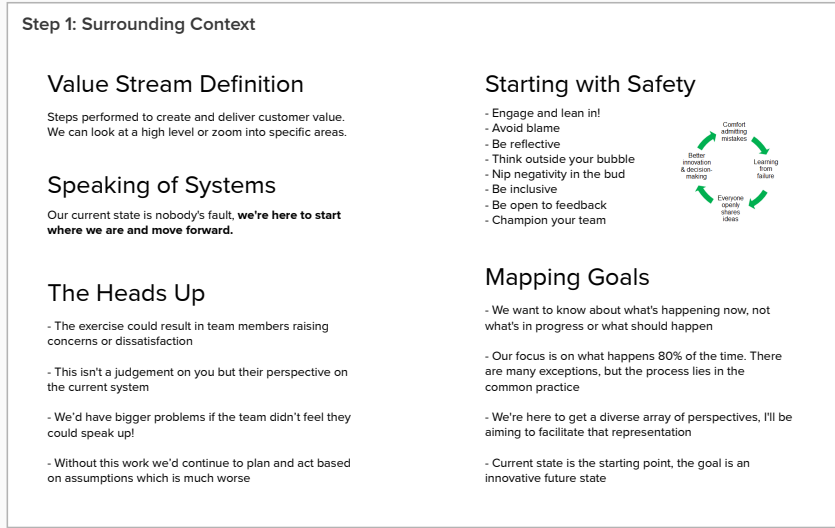 Step 1: Surrounding Context
Value Stream Definition
Steps performed to create and deliver customer value.
We can look at a high level or zoom into specific areas.
Speaking of Systems
Our current state is nobody's fault, we're here to start
where we are and move forward.
The Heads Up
- The exercise could result in team members raising
concerns or dissatisfaction
- This isn't a judgement on you but their perspective on
the current system
- We'd have bigger problems if the team didn't feel they
could speak up!
- Without this work we'd continue to plan and act based
on assumptions which is much worse
Starting with Safety
- Engage and lean in!
- Avoid blame
- Be reflective
- Think outside your bubble
- Nip negativity in the bud
- Be inclusive
- Be open to feedback
- Champion your team
Comfort
admitting
mistakes
Learning
from
failure
Everyone
openly
shares
ideas
Better
innovation
& decision-
making
Mapping Goals
- We want to know about what's happening now, not
what's in progress or what should happen
- Our focus is on what happens 80% of the time. There
are many exceptions, but the process lies in the
common practice
- We're here to get a diverse array of perspectives, I'll be
aiming to facilitate that representation
- Current state is the starting point, the goal is an
innovative future state